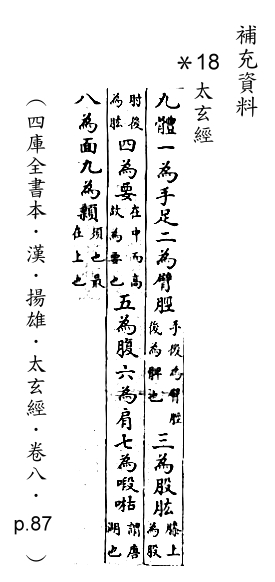 補充資料
*18 太玄經
九體一為手足二為臂脛手後為臂脛後為髀也三為股肱膝上為股
肘後為肱四為要在中而高故為要也五為腹六為肩七為㗋咕謂唐湖也
八為面九為顙也最在上也
(四庫全書本・漢・揚雄・太玄經・卷八・p.87)